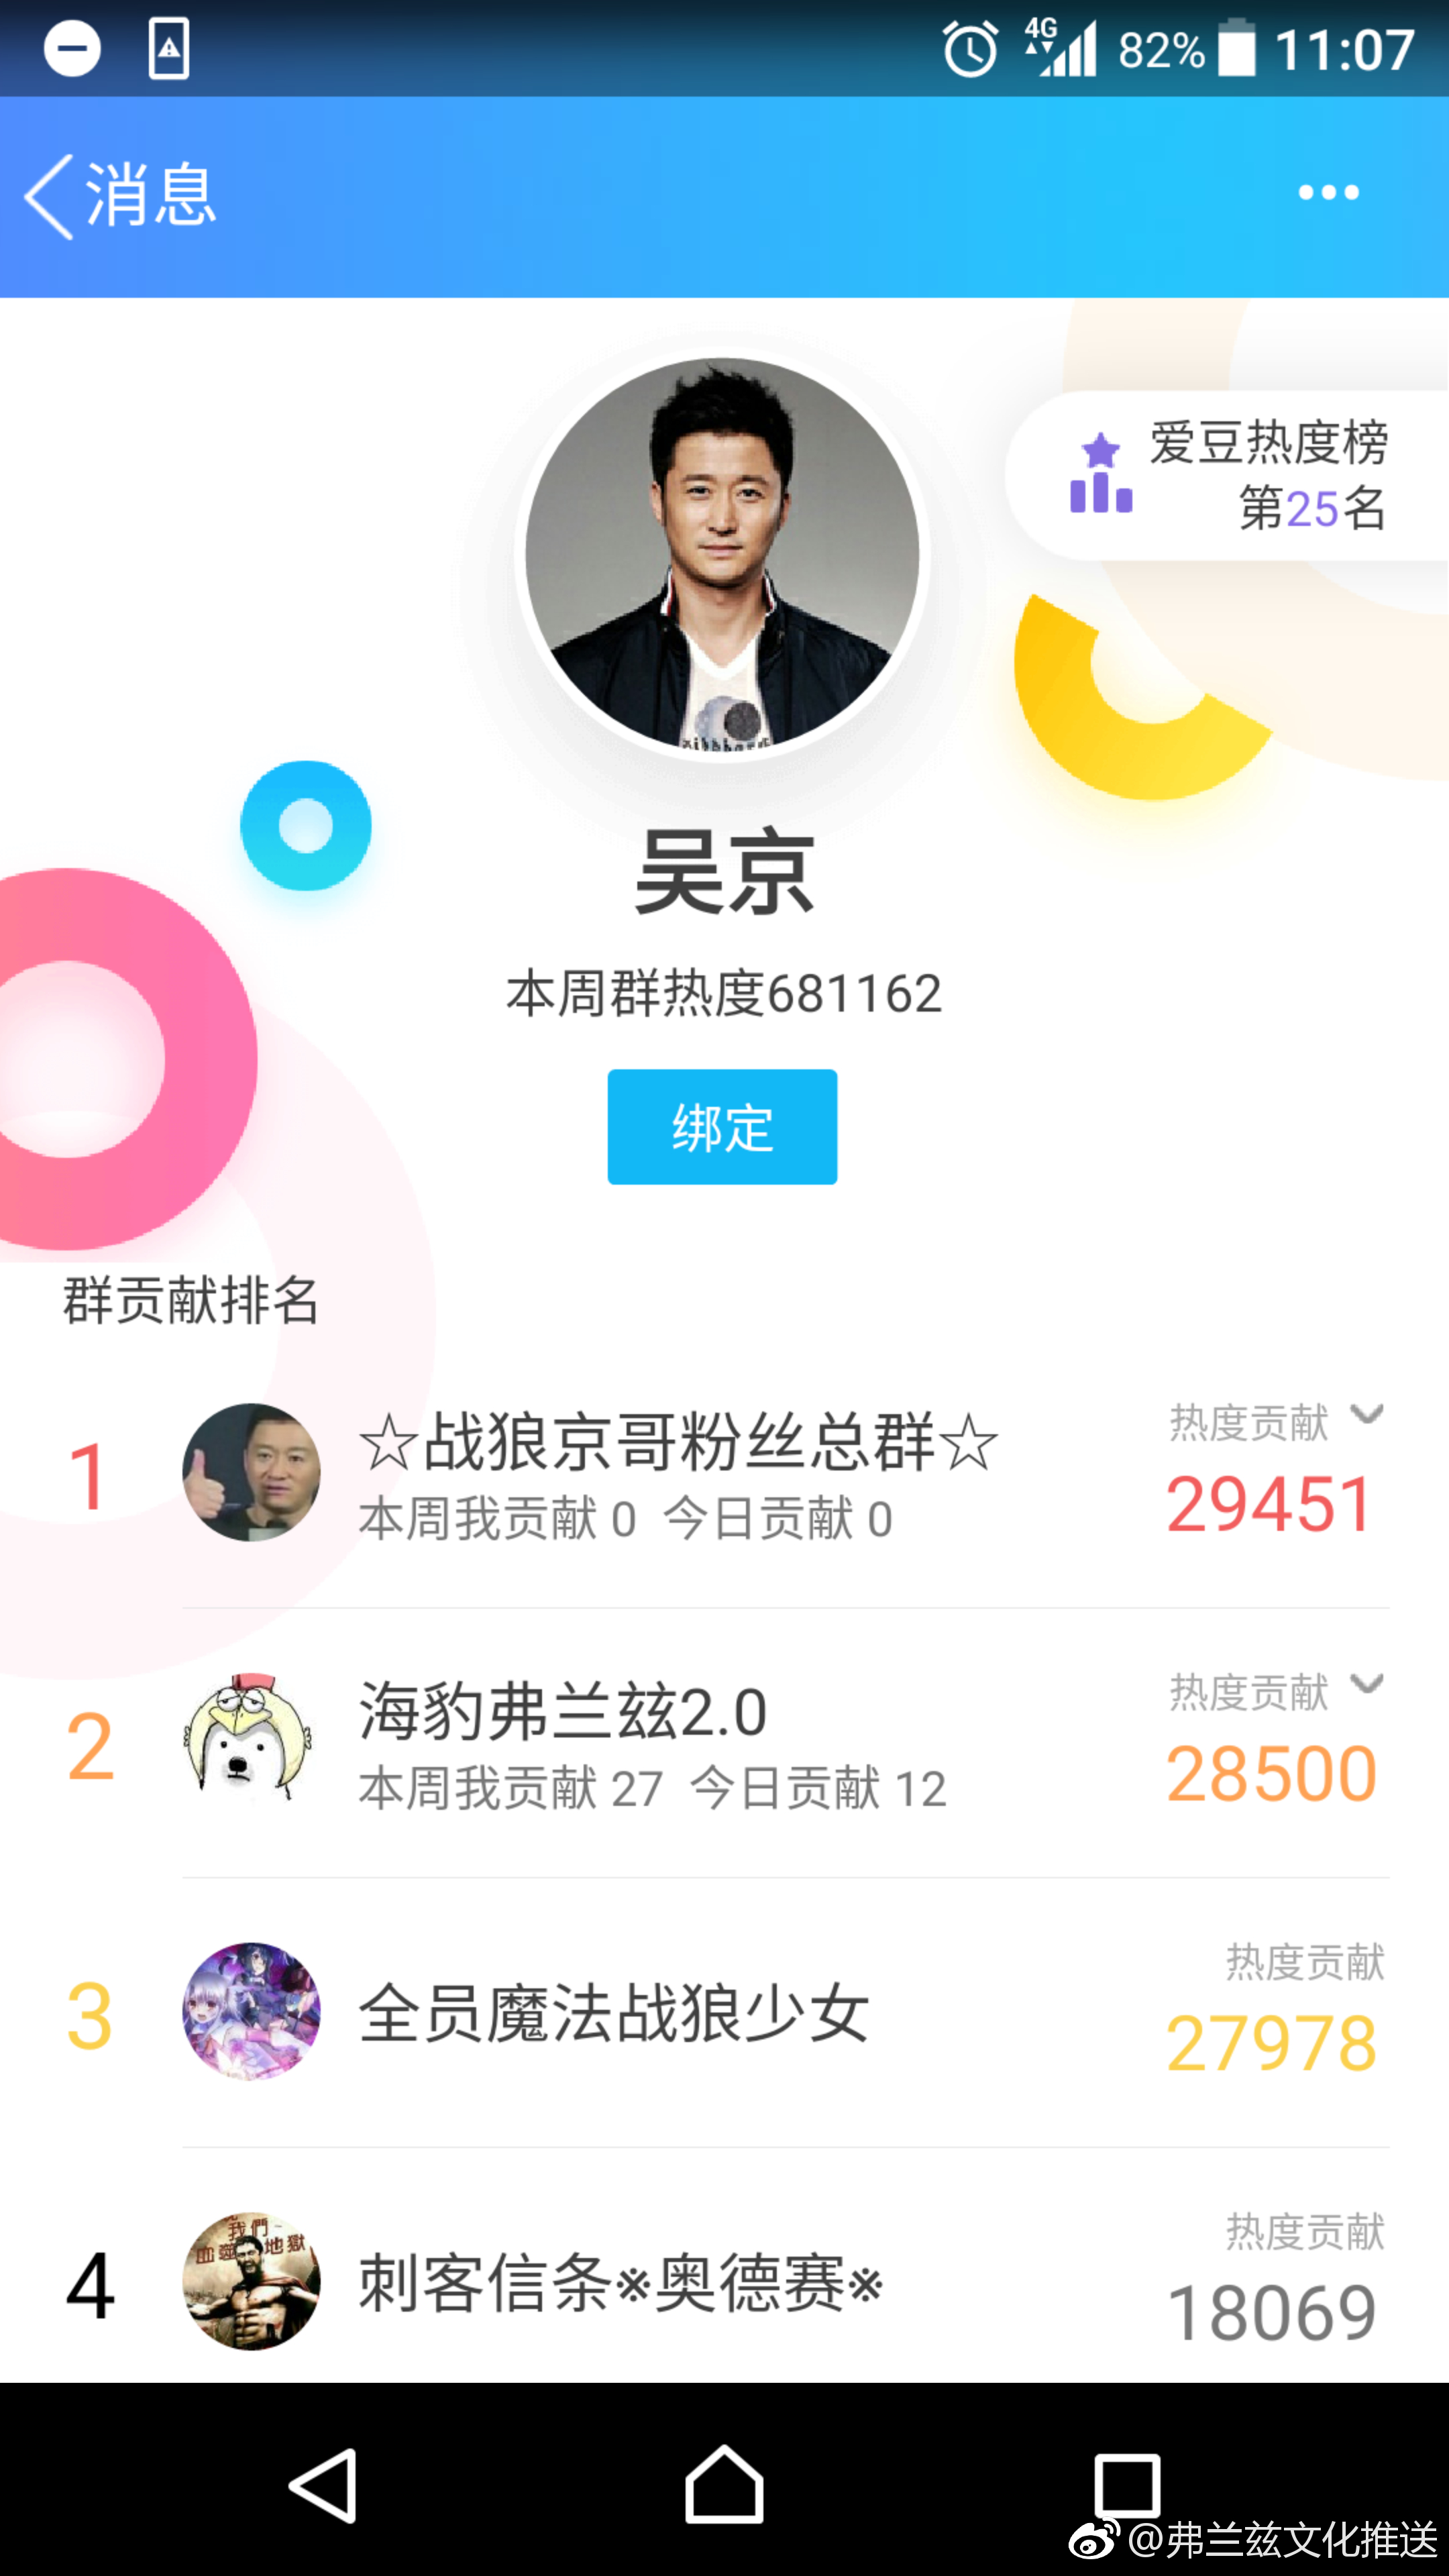 4G 82% 11:07
消息
爱豆热度榜
第25名
吴京
本周群热度681162
绑定
群贡献排名
1
☆战狼京哥粉丝总群☆
本周我贡献 0 今日贡献 0
热度贡献
29451
2
海豹弗兰兹2.0
本周我贡献 27 今日贡献 12
热度贡献
28500
3
全员魔法战狼少女
热度贡献
27978
我們
血 地獄
4
刺客信条※奥德赛※
热度贡献
18069
@弗兰兹文化推送